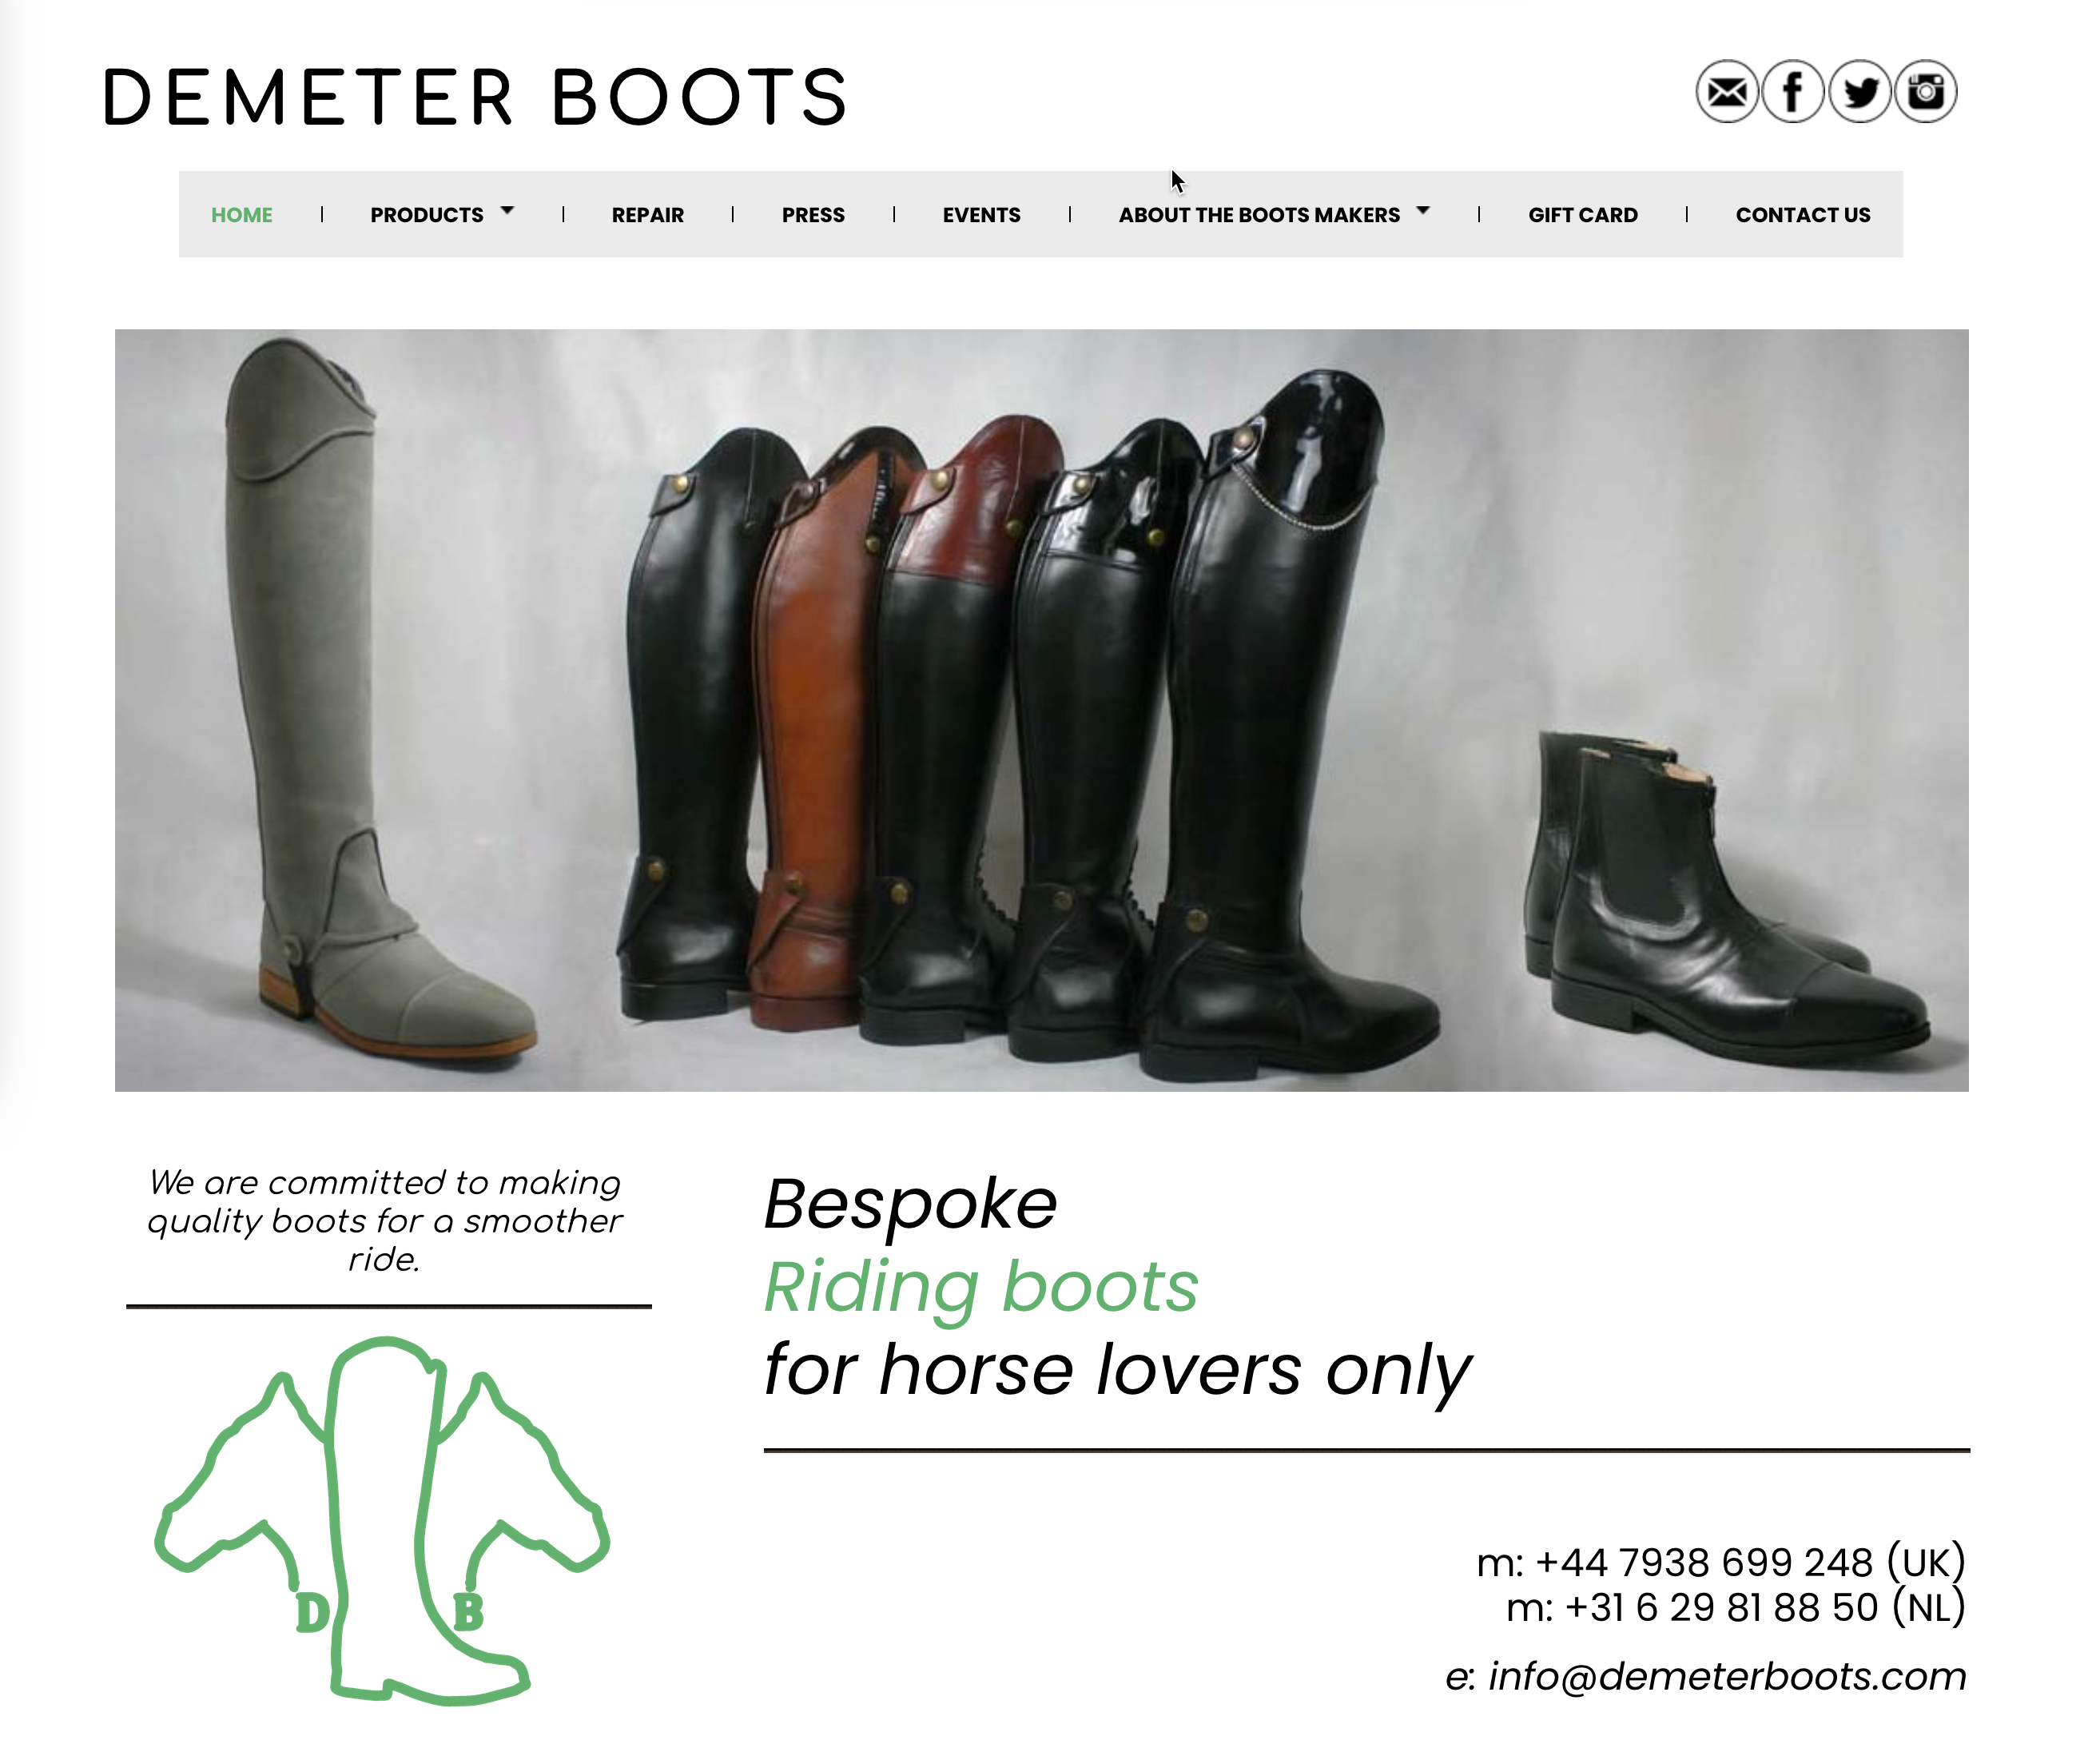 DEMETER BOOTS
HOME | PRODUCTS | REPAIR | PRESS | EVENTS | ABOUT THE BOOTS MAKERS | GIFT CARD | CONTACT US
We are committed to making
quality boots for a smoother
ride.
Bespoke
Riding boots
for horse lovers only
D B
m: +44 7938 699 248 (UK)
m: +31 6 29 81 88 50 (NL)
e: info@demeterboots.com